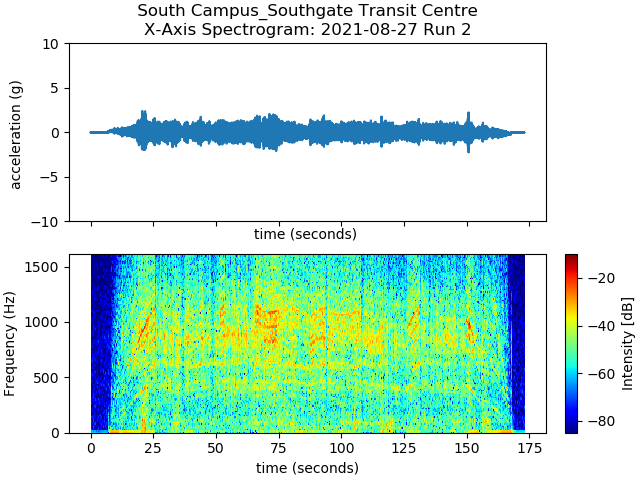 South Campus_Southgate Transit Centre
X-Axis Spectrogram: 2021-08-27 Run 2
10
5
0
−5
−10
acceleration (g)
time (seconds)
1500
1000
500
0
Frequency (Hz)
0 25 50 75 100 125 150 175
time (seconds)
−20
−40
−60
−80
Intensity [dB]